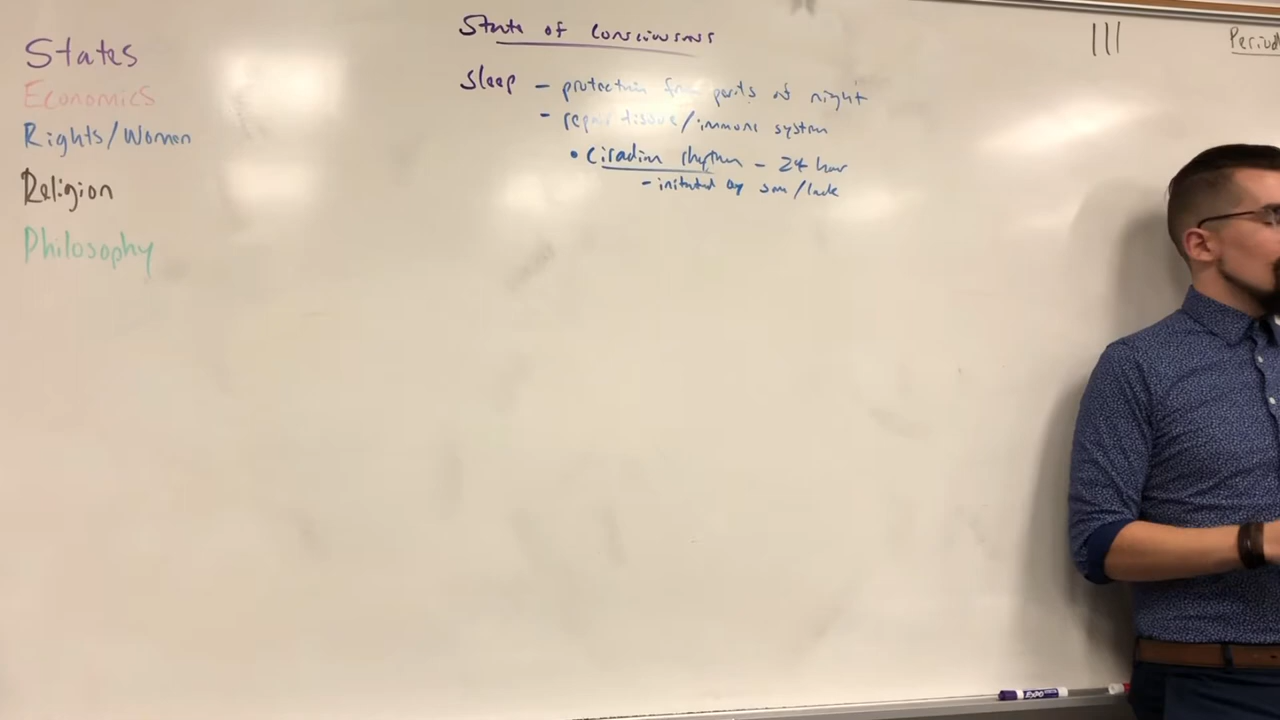 States
Economics
Rights/Women
Religion
Philosophy
State of Consciousness
Sleep - protection from perils of night
- repair tissue/immune system
• Ciradian rhythm - 24 hour
- initiated by sun/lack
|||
Period
EXPO